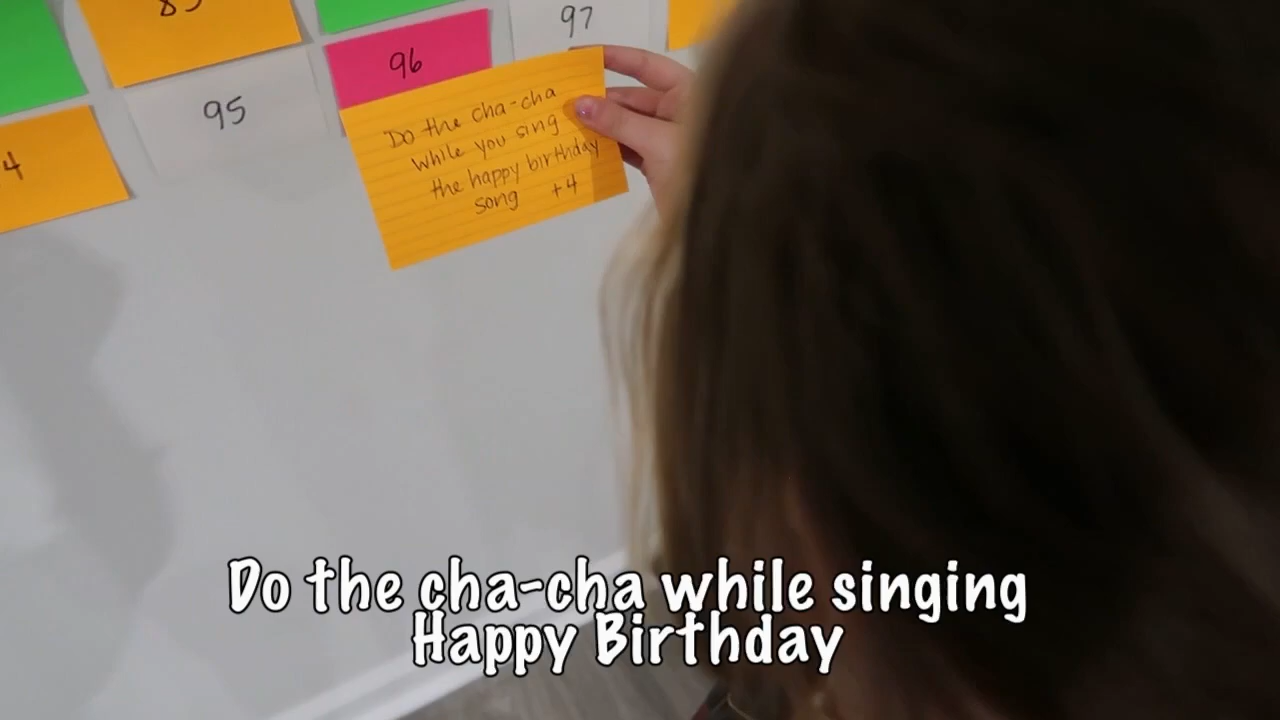 97
96
95
4
Do the cha-cha
while you sing
the happy birthday
song +4
Do the cha-cha while singing
Happy Birthday